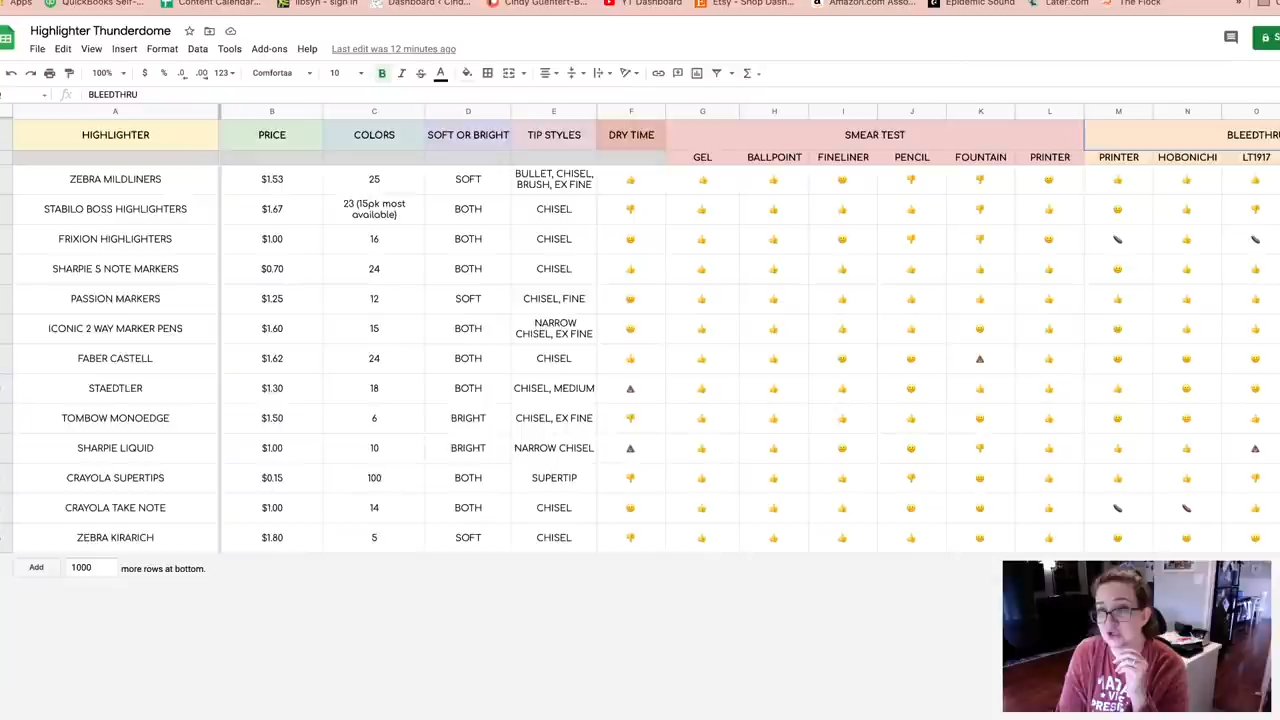 Apps QuickBooks Self-... Content Calendar... libsyn - sign in Dashboard ‹ Cind... Cindy Guentert-B... YT Dashboard Etsy - Shop Dash... Amazon.com Asso... Epidemic Sound Later.com The Flock »
Highlighter Thunderdome
File Edit View Insert Format Data Tools Add-ons Help Last edit was 12 minutes ago
100% $ % .0 .00 123 Comfortaa 10 B I S A
fx BLEEDTHRU
A B C D E F G H I J K L M N O
HIGHLIGHTER PRICE COLORS SOFT OR BRIGHT TIP STYLES DRY TIME SMEAR TEST BLEEDTHRU
GEL BALLPOINT FINELINER PENCIL FOUNTAIN PRINTER PRINTER HOBONICHI LT1917
ZEBRA MILDLINERS $1.53 25 SOFT BULLET, CHISEL, BRUSH, EX FINE
STABILO BOSS HIGHLIGHTERS $1.67 23 (15pk most available) BOTH CHISEL
FRIXION HIGHLIGHTERS $1.00 16 BOTH CHISEL
SHARPIE S NOTE MARKERS $0.70 24 BOTH CHISEL
PASSION MARKERS $1.25 12 SOFT CHISEL, FINE
ICONIC 2 WAY MARKER PENS $1.60 15 BOTH NARROW CHISEL, EX FINE
FABER CASTELL $1.62 24 BOTH CHISEL
STAEDTLER $1.30 18 BOTH CHISEL, MEDIUM
TOMBOW MONOEDGE $1.50 6 BRIGHT CHISEL, EX FINE
SHARPIE LIQUID $1.00 10 BRIGHT NARROW CHISEL
CRAYOLA SUPERTIPS $0.15 100 BOTH SUPERTIP
CRAYOLA TAKE NOTE $1.00 14 BOTH CHISEL
ZEBRA KIRARICH $1.80 5 SOFT CHISEL
Add 1000 more rows at bottom.